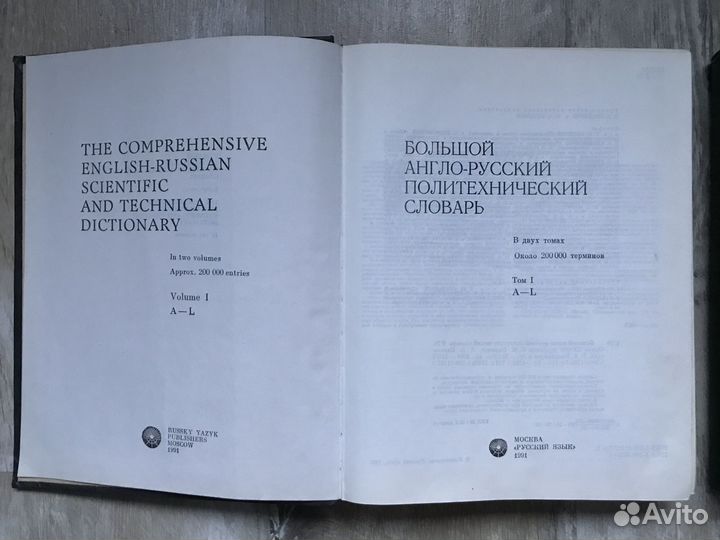 THE COMPREHENSIVE
ENGLISH-RUSSIAN
SCIENTIFIC
AND TECHNICAL
DICTIONARY
In two volumes
Approx. 200 000 entries
Volume I
A—L
RUSSKY YAZYK
PUBLISHERS
MOSCOW
1991
БОЛЬШОЙ
АНГЛО-РУССКИЙ
ПОЛИТЕХНИЧЕСКИЙ
СЛОВАРЬ
В двух томах
Около 200 000 терминов
Том I
A—L
МОСКВА
«РУССКИЙ ЯЗЫК»
1991
Avito